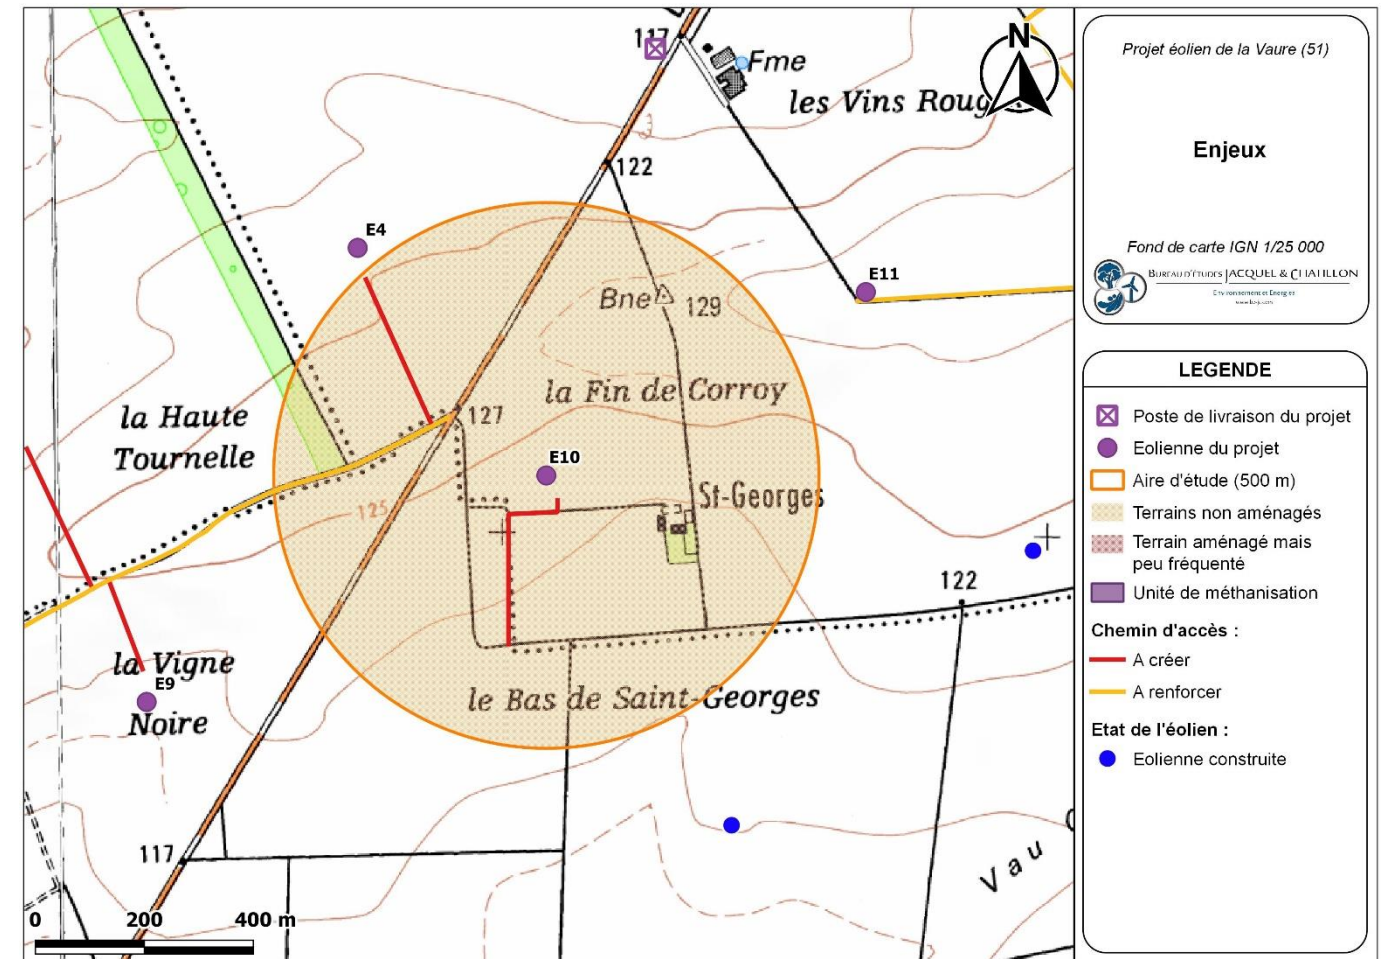 117
Fme
les Vins Roug
N
122
E4
E11
Bne
129
la Fin de Corroy
la Haute
Tournelle
127
E10
St-Georges
125
122
la Vigne
E9
Noire
le Bas de Saint-Georges
117
Vau
0 200 400 m
Projet éolien de la Vaure (51)
Enjeux
Fond de carte IGN 1/25 000
BUREAU D'ÉTUDES JACQUEL & CHATILLON
Environnement et Energies
LEGENDE
Poste de livraison du projet
Eolienne du projet
Aire d'étude (500 m)
Terrains non aménagés
Terrain aménagé mais
peu fréquenté
Unité de méthanisation
Chemin d'accès :
A créer
A renforcer
Etat de l'éolien :
Eolienne construite